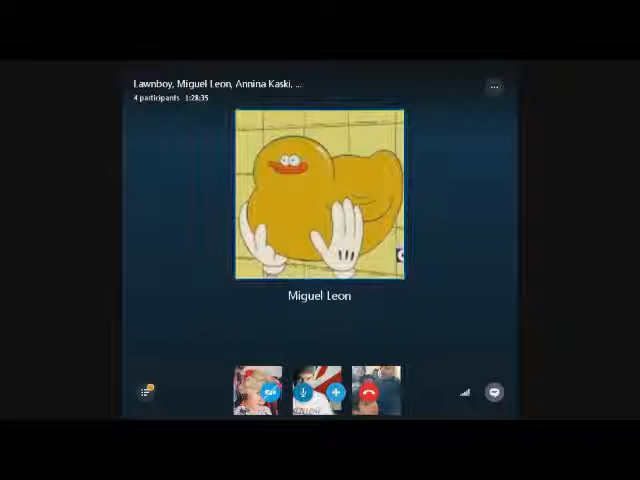 Lawnboy, Miguel Leon, Annina Kaski, ...
4 participants 1:28:35
Miguel Leon